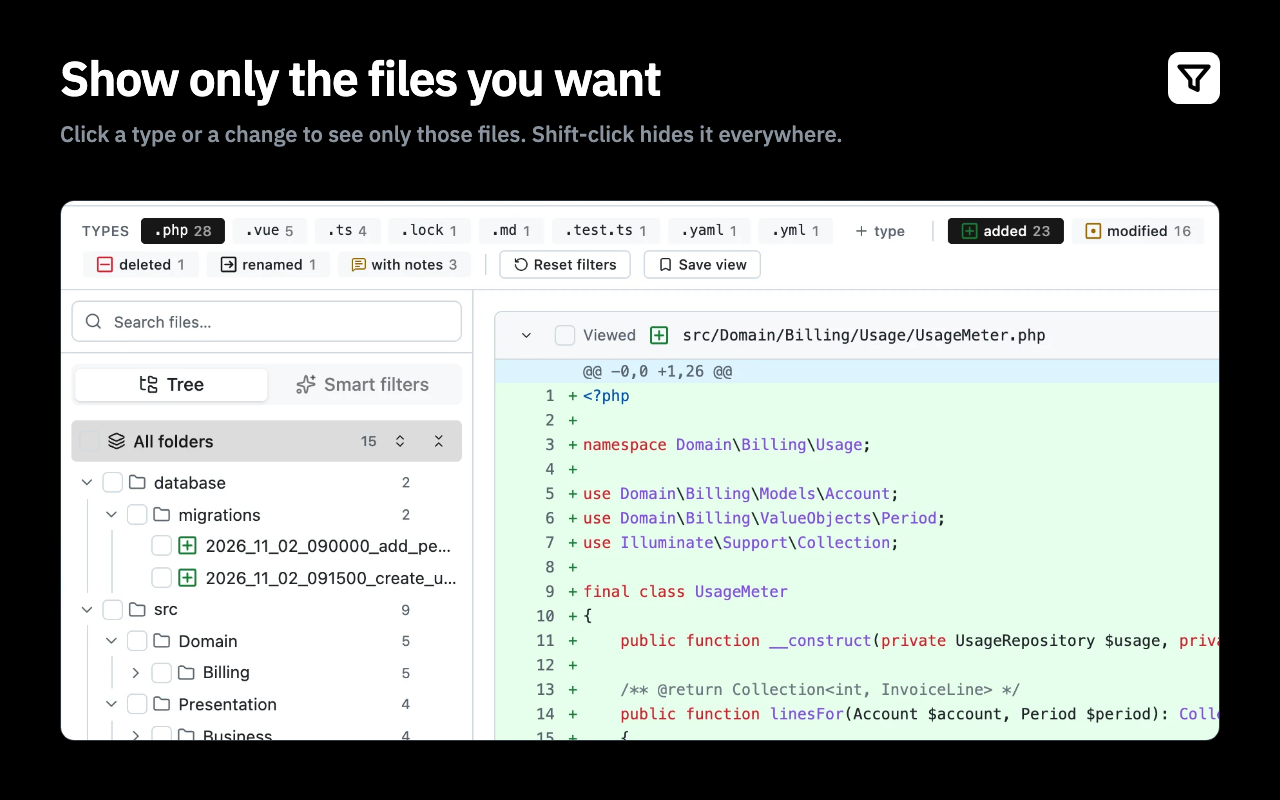 Show only the files you want
Click a type or a change to see only those files. Shift-click hides it everywhere.
TYPES .php 28 .vue 5 .ts 4 .lock 1 .md 1 .test.ts 1 .yaml 1 .yml 1 + type added 23 modified 16
deleted 1 renamed 1 with notes 3 Reset filters Save view
Search files...
Tree Smart filters
All folders 15
database 2
migrations 2
2026_11_02_090000_add_pe...
2026_11_02_091500_create_u...
src 9
Domain 5
Billing 5
Presentation 4
Business 4
Viewed src/Domain/Billing/Usage/UsageMeter.php
@@ -0,0 +1,26 @@
1 + <?php
2 +
3 + namespace Domain\Billing\Usage;
4 +
5 + use Domain\Billing\Models\Account;
6 + use Domain\Billing\ValueObjects\Period;
7 + use Illuminate\Support\Collection;
8 +
9 + final class UsageMeter
10 + {
11 + public function __construct(private UsageRepository $usage, priva
12 +
13 + /** @return Collection<int, InvoiceLine> */
14 + public function linesFor(Account $account, Period $period): Colle
15 + {